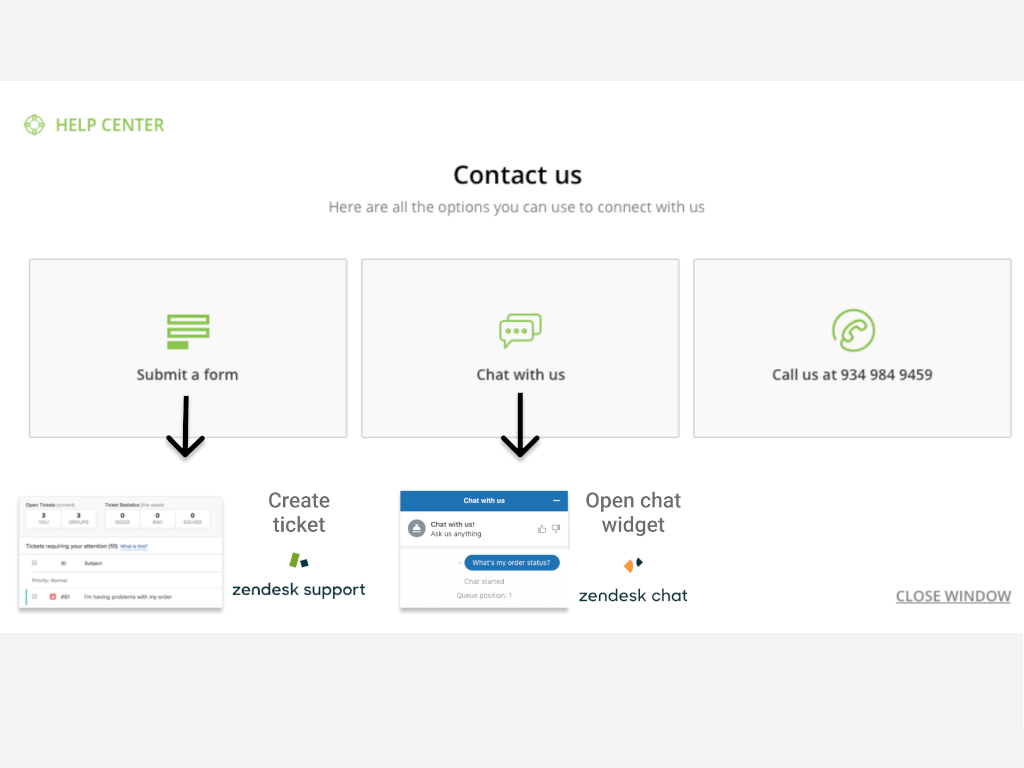 HELP CENTER
Contact us
Here are all the options you can use to connect with us
Submit a form
Chat with us
Call us at 934 984 9459
Open Tickets (current)
Ticket Statistics (this week)
3
3
0
0
0
YOU
GROUPS
GOOD
BAD
SOLVED
Tickets requiring your attention (10) What is this?
ID
Subject
Priority: Normal
#51
I'm having problems with my order
Create
ticket
zendesk support
Chat with us
Chat with us!
Ask us anything
What's my order status?
Chat started
Queue position: 1
Open chat
widget
zendesk chat
CLOSE WINDOW